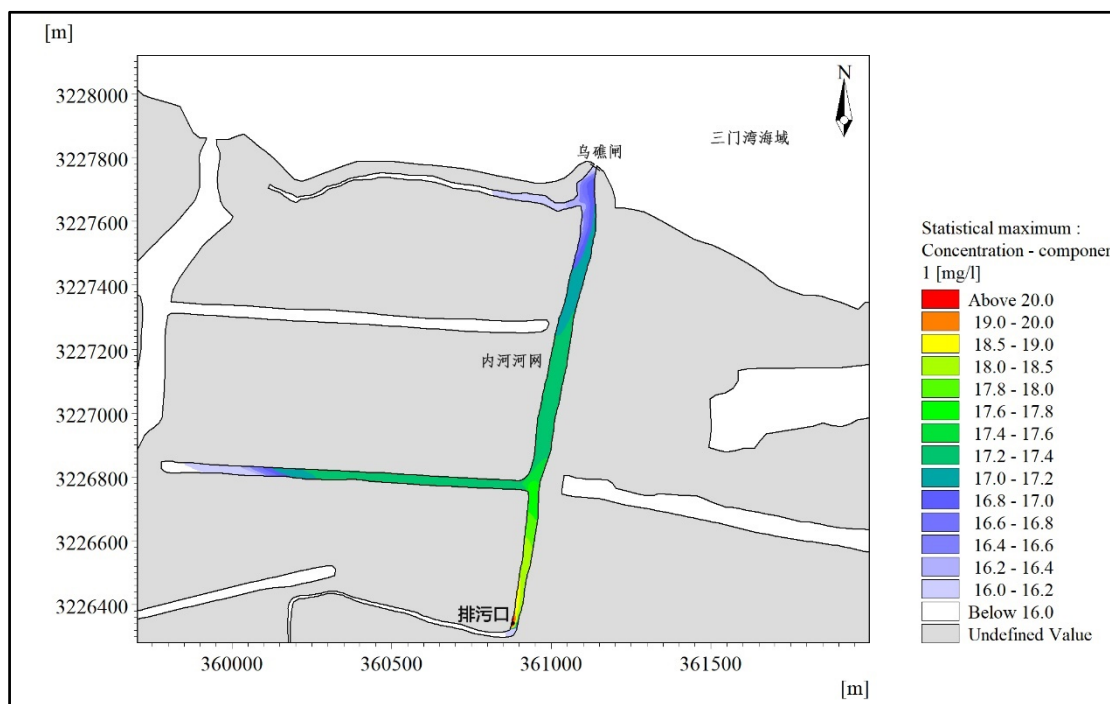 [m]
N
3228000
3227800
3227600
3227400
3227200
3227000
3226800
3226600
3226400
三门湾海域
乌礁闸
内河河网
排污口
360000
360500
361000
361500
[m]
Statistical maximum :
Concentration - componen
1 [mg/l]
Above 20.0
19.0 - 20.0
18.5 - 19.0
18.0 - 18.5
17.8 - 18.0
17.6 - 17.8
17.4 - 17.6
17.2 - 17.4
17.0 - 17.2
16.8 - 17.0
16.6 - 16.8
16.4 - 16.6
16.2 - 16.4
16.0 - 16.2
Below 16.0
Undefined Value